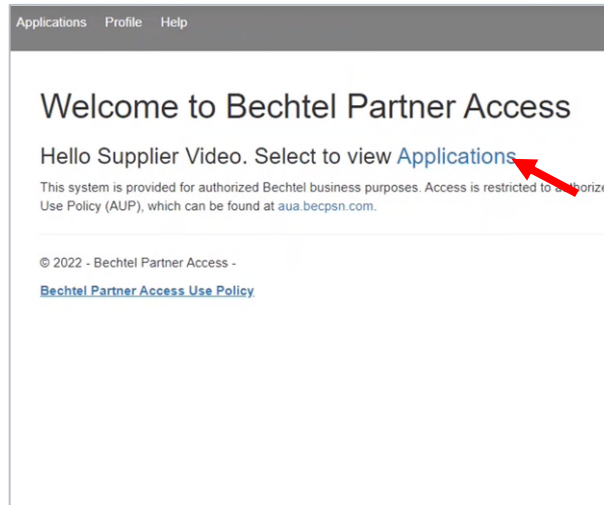 Applications Profile Help
Welcome to Bechtel Partner Access
Hello Supplier Video. Select to view Applications
This system is provided for authorized Bechtel business purposes. Access is restricted to
Use Policy (AUP), which can be found at aua.becpsn.com.
© 2022 - Bechtel Partner Access -
Bechtel Partner Access Use Policy